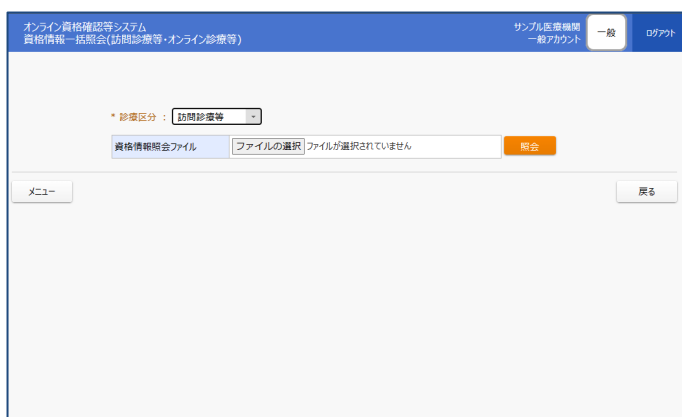 オンライン資格確認等システム
資格情報一括照会(訪問診療等・オンライン診療等)
サンプル医療機関
一般アカウント
一般
ログアウト
* 診療区分 : 訪問診療等
資格情報照会ファイル ファイルの選択 ファイルが選択されていません 照会
メニュー 戻る